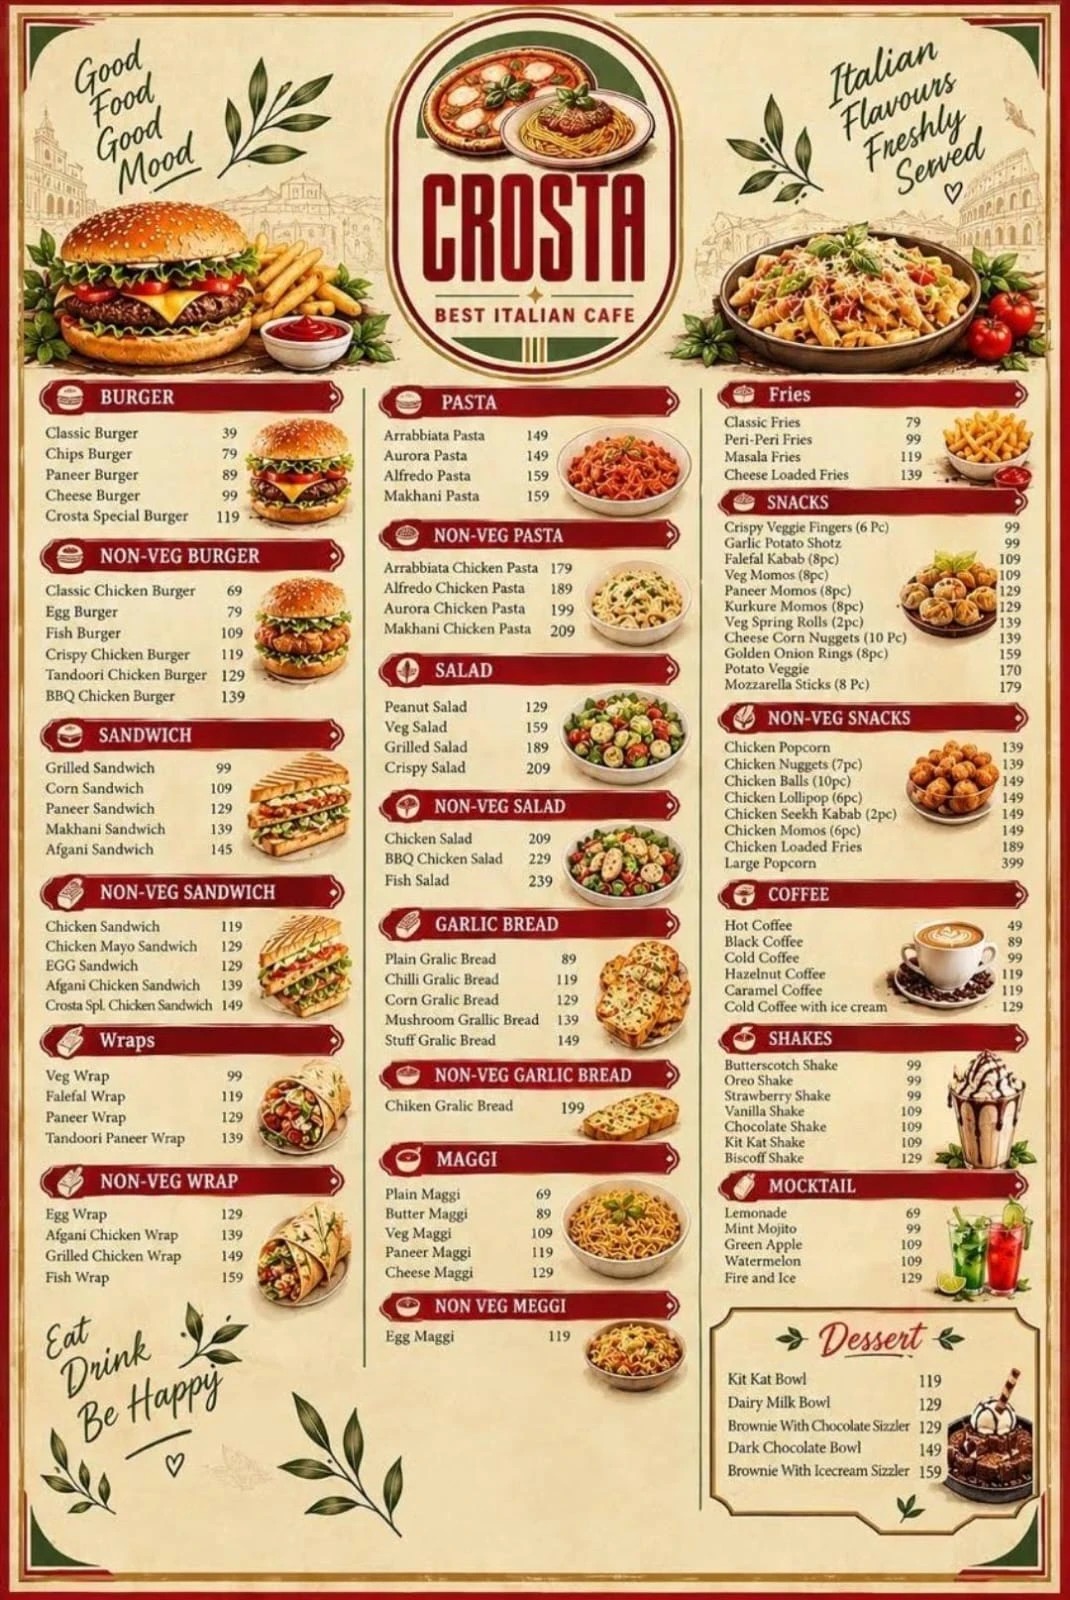 Good
Food
Good
Mood
CROSTA
BEST ITALIAN CAFE
Italian
Flavours
Freshly
Served
BURGER
Classic Burger 39
Chips Burger 79
Paneer Burger 89
Cheese Burger 99
Crosta Special Burger 119
NON-VEG BURGER
Classic Chicken Burger 69
Egg Burger 79
Fish Burger 109
Crispy Chicken Burger 119
Tandoori Chicken Burger 129
BBQ Chicken Burger 139
SANDWICH
Grilled Sandwich 99
Corn Sandwich 109
Paneer Sandwich 129
Makhani Sandwich 139
Afgani Sandwich 145
NON-VEG SANDWICH
Chicken Sandwich 119
Chicken Mayo Sandwich 129
EGG Sandwich 129
Afgani Chicken Sandwich 139
Crosta Spl. Chicken Sandwich 149
Wraps
Veg Wrap 99
Falefal Wrap 119
Paneer Wrap 129
Tandoori Paneer Wrap 139
NON-VEG WRAP
Egg Wrap 129
Afgani Chicken Wrap 139
Grilled Chicken Wrap 149
Fish Wrap 159
Eat
Drink
Be Happy
PASTA
Arrabbiata Pasta 149
Aurora Pasta 149
Alfredo Pasta 159
Makhani Pasta 159
NON-VEG PASTA
Arrabbiata Chicken Pasta 179
Alfredo Chicken Pasta 189
Aurora Chicken Pasta 199
Makhani Chicken Pasta 209
SALAD
Peanut Salad 129
Veg Salad 159
Grilled Salad 189
Crispy Salad 209
NON-VEG SALAD
Chicken Salad 209
BBQ Chicken Salad 229
Fish Salad 239
GARLIC BREAD
Plain Gralic Bread 89
Chilli Gralic Bread 119
Corn Gralic Bread 129
Mushroom Grallic Bread 139
Stuff Gralic Bread 149
NON-VEG GARLIC BREAD
Chiken Gralic Bread 199
MAGGI
Plain Maggi 69
Butter Maggi 89
Veg Maggi 109
Paneer Maggi 119
Cheese Maggi 129
NON VEG MEGGI
Egg Maggi 119
Fries
Classic Fries 79
Peri-Peri Fries 99
Masala Fries 119
Cheese Loaded Fries 139
SNACKS
Crispy Veggie Fingers (6 Pc) 99
Garlic Potato Shotz 99
Falefal Kabab (8pc) 109
Veg Momos (8pc) 109
Paneer Momos (8pc) 129
Kurkure Momos (8pc) 129
Veg Spring Rolls (2pc) 139
Cheese Corn Nuggets (10 Pc) 139
Golden Onion Rings (8pc) 159
Potato Veggie 170
Mozzarella Sticks (8 Pc) 179
NON-VEG SNACKS
Chicken Popcorn 139
Chicken Nuggets (7pc) 139
Chicken Balls (10pc) 149
Chicken Lollipop (6pc) 149
Chicken Seekh Kabab (2pc) 149
Chicken Momos (6pc) 149
Chicken Loaded Fries 189
Large Popcorn 399
COFFEE
Hot Coffee 49
Black Coffee 89
Cold Coffee 99
Hazelnut Coffee 119
Caramel Coffee 119
Cold Coffee with ice cream 129
SHAKES
Butterscotch Shake 99
Oreo Shake 99
Strawberry Shake 99
Vanilla Shake 109
Chocolate Shake 109
Kit Kat Shake 109
Biscoff Shake 129
MOCKTAIL
Lemonade 69
Mint Mojito 99
Green Apple 109
Watermelon 109
Fire and Ice 129
Dessert
Kit Kat Bowl 119
Dairy Milk Bowl 129
Brownie With Chocolate Sizzler 129
Dark Chocolate Bowl 149
Brownie With Icecream Sizzler 159